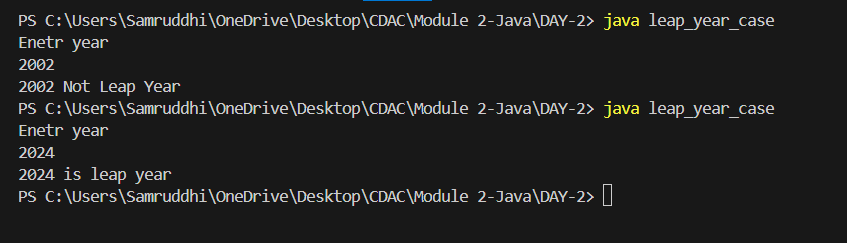 PS C:\Users\Samruddhi\OneDrive\Desktop\CDAC\Module 2-Java\DAY-2> java leap_year_case
Enetr year
2002
2002 Not Leap Year
PS C:\Users\Samruddhi\OneDrive\Desktop\CDAC\Module 2-Java\DAY-2> java leap_year_case
Enetr year
2024
2024 is leap year
PS C:\Users\Samruddhi\OneDrive\Desktop\CDAC\Module 2-Java\DAY-2>